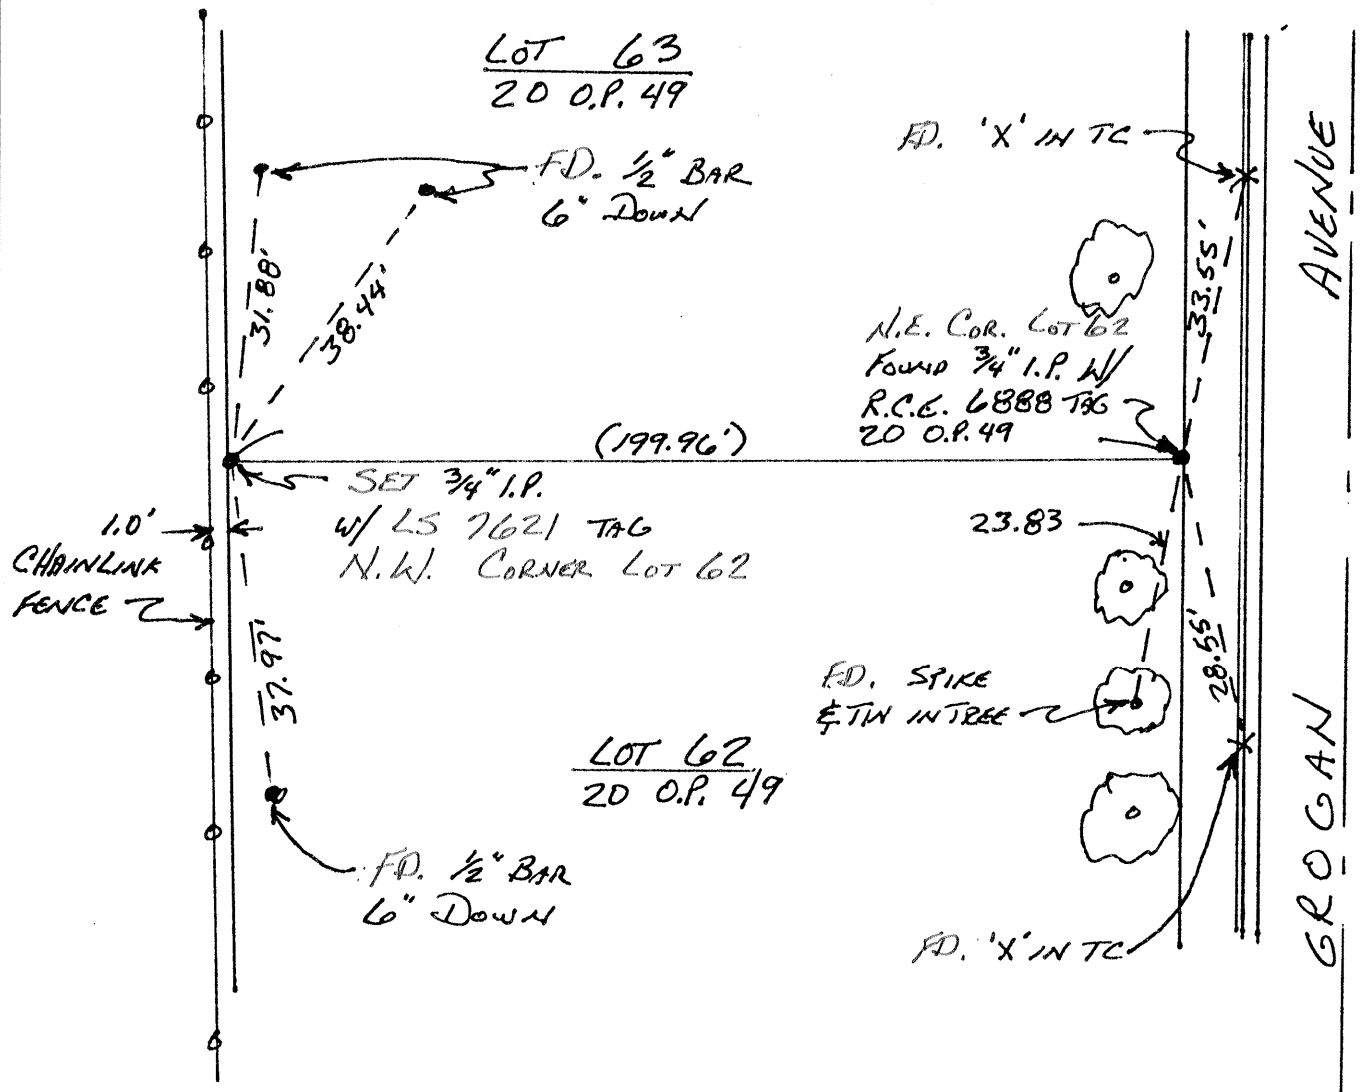 LOT 63
20 O.P. 49
FD. 'X' IN TC
FD. 1/2" BAR
6" DOWN
AVENUE
31.88'
38.44'
33.55'
N.E. COR. LOT 62
FOUND 3/4" I.P. W/
R.C.E. 6888 TAG
20 O.P. 49
(199.96')
SET 3/4" I.P.
W/ LS 7621 TAG
N.W. CORNER LOT 62
1.0'
CHAINLINK
FENCE
23.83
37.97'
28.55'
FD. SPIKE
& TIN IN TREE
LOT 62
20 O.P. 49
FD. 1/2" BAR
6" DOWN
GROGAN
FD. 'X' IN TC